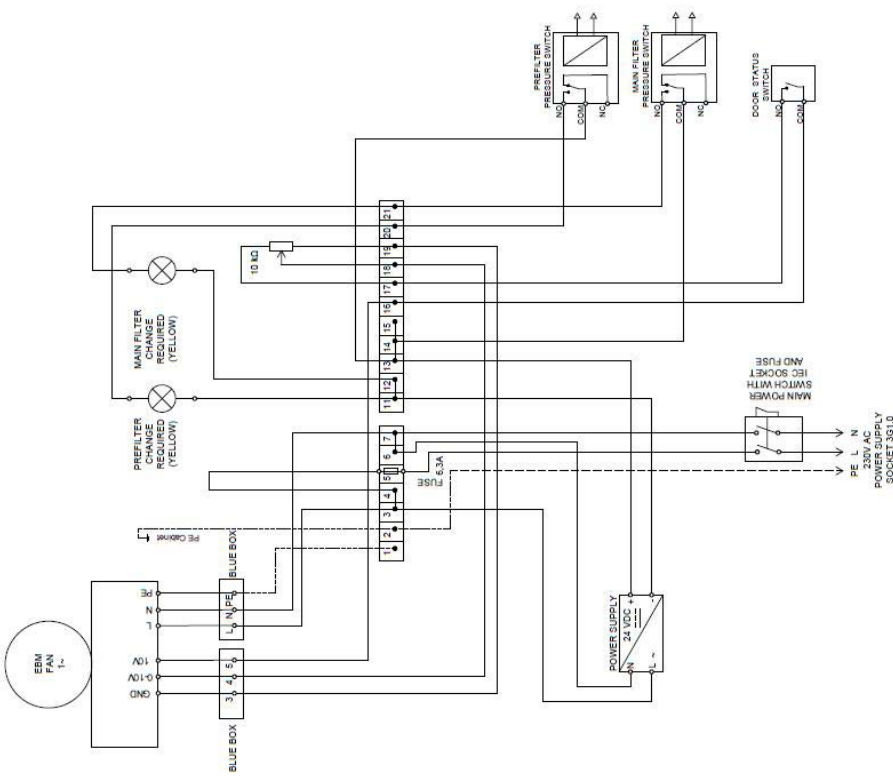 PREFILTER
PRESSURE SWITCH
NO
COM
NC
MAIN FILTER
PRESSURE SWITCH
NO
COM
NC
DOOR STATUS
SWITCH
NO
COM
MAIN FILTER
CHANGE
REQUIRED
(YELLOW)
PREFILTER
CHANGE
REQUIRED
(YELLOW)
10 kΩ
21
20
19
18
17
16
15
14
13
12
11
7
6
5
4
3
2
1
FUSE
6,3A
MAIN POWER
SWITCH WITH
IEC SOCKET
AND FUSE
PE L N
230V AC
POWER SUPPLY
SOCKET 3G1.0
PE Cabinet
BLUE BOX
L N PE
EBM
FAN
1~
PE
N
L
10V
0-10V
GND
3 4 5
BLUE BOX
POWER SUPPLY
24 VDC
+
-
N
L
~